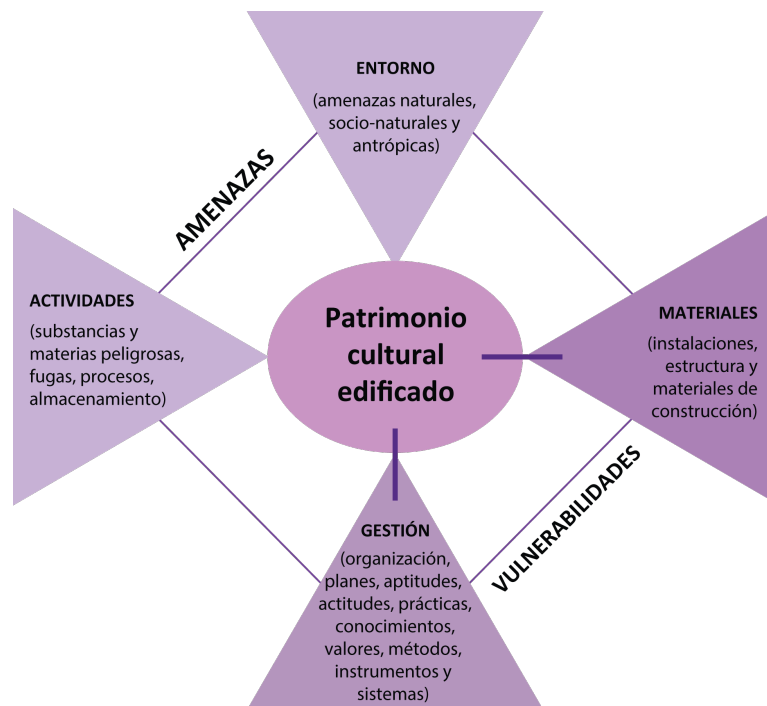 ENTORNO
(amenazas naturales,
socio-naturales y
antrópicas)
AMENAZAS
ACTIVIDADES
(substancias y
materias peligrosas,
fugas, procesos,
almacenamiento)
Patrimonio
cultural
edificado
MATERIALES
(instalaciones,
estructura y
materiales de
construcción)
VULNERABILIDADES
GESTIÓN
(organización,
planes, aptitudes,
actitudes, prácticas,
conocimientos,
valores, métodos,
instrumentos y
sistemas)